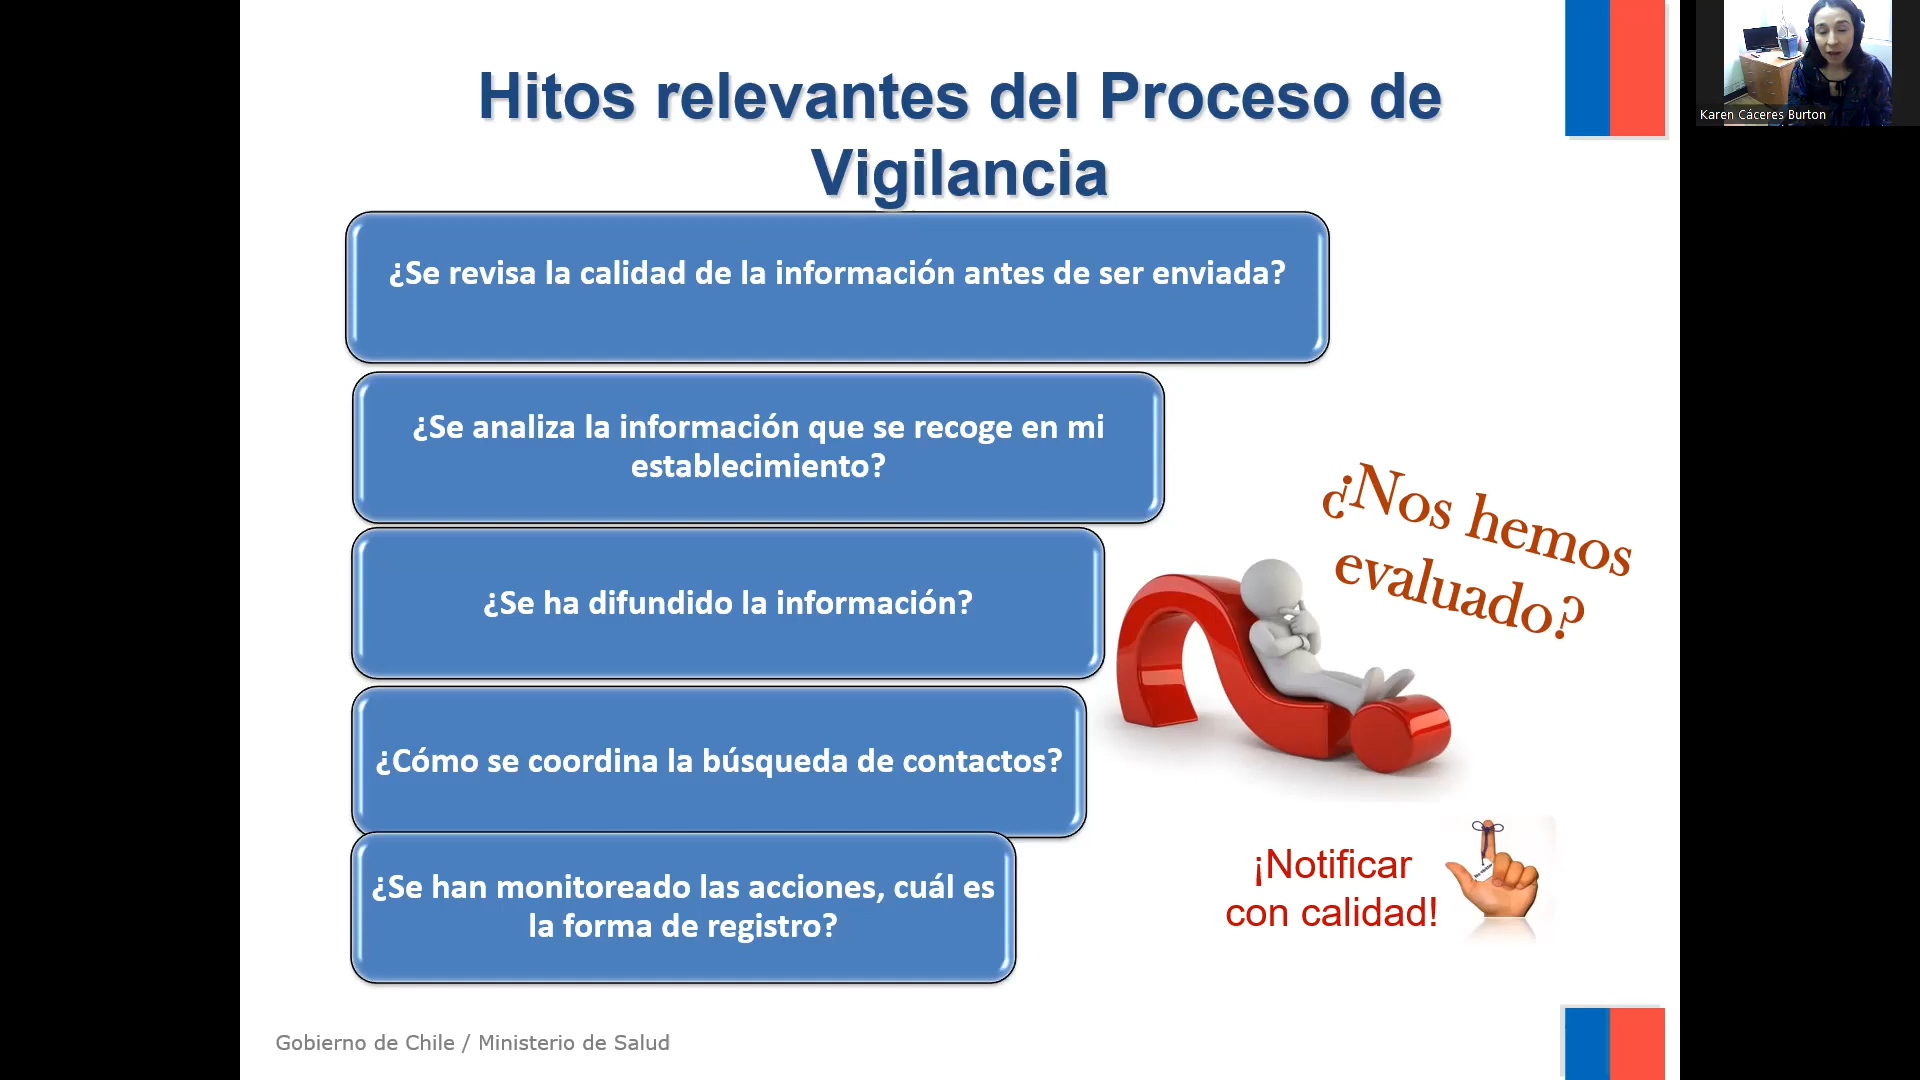 Hitos relevantes del Proceso de
Vigilancia
¿Se revisa la calidad de la información antes de ser enviada?
¿Se analiza la información que se recoge en mi
establecimiento?
¿Se ha difundido la información?
¿Cómo se coordina la búsqueda de contactos?
¿Se han monitoreado las acciones, cuál es
la forma de registro?
¿Nos hemos
evaluado?
¡Notificar
con calidad!
Gobierno de Chile / Ministerio de Salud
Karen Cáceres Burton